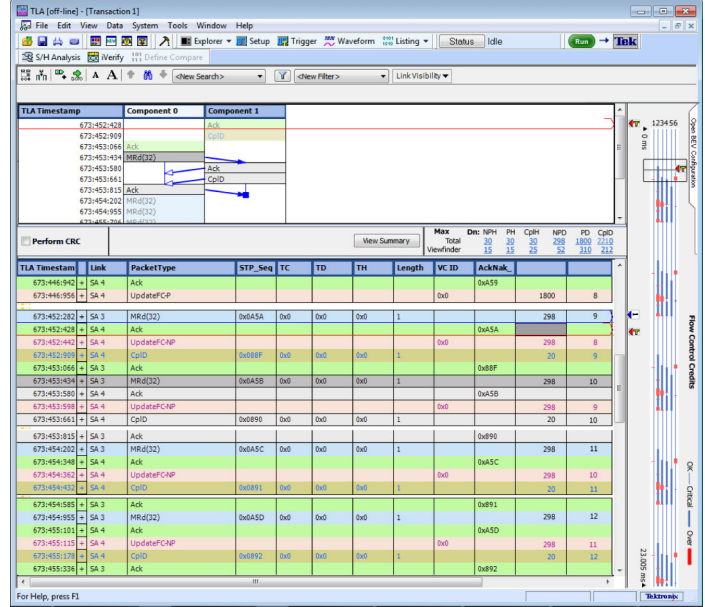 TLA [off-line] - [Transaction 1]
File Edit View Data System Tools Window Help
Explorer Setup Trigger Waveform Listing Status Idle Run Tek
S/H Analysis iVerify Define Compare
A A <New Search> <New Filter> Link Visibility
TLA Timestamp Component 0 Component 1
673:452:428 Ack
673:452:909 CplD
673:453:066 Ack
673:453:434 MRd(32)
673:453:580 Ack
673:453:661 CplD
673:453:815 Ack
673:454:202 MRd(32)
673:454:955 MRd(32)
673:455:706 MRd(32)
Perform CRC View Summary
Max Dn: NPH PH CplH NPD PD CplD
Total 30 30 30 298 1800 2210
Viewfinder 15 15 25 52 310 212
TLA Timestam Link PacketType STP_Seq TC TD TH Length VC ID AckNak_
673:446:942 + SA 4 Ack 0xA59
673:446:956 + SA 4 UpdateFC-P 0x0 1800 8
673:452:282 + SA 3 MRd(32) 0x0A5A 0x0 0x0 0x0 1 298 9
673:452:428 + SA 4 Ack 0xA5A
673:452:442 + SA 4 UpdateFC-NP 0x0 298 8
673:452:909 + SA 4 CplD 0x088F 0x0 0x0 0x0 1 20 9
673:453:066 + SA 3 Ack 0x88F
673:453:434 + SA 3 MRd(32) 0x0A5B 0x0 0x0 0x0 1 298 10
673:453:580 + SA 4 Ack 0xA5B
673:453:598 + SA 4 UpdateFC-NP 0x0 298 9
673:453:661 + SA 4 CplD 0x0890 0x0 0x0 0x0 1 20 10
673:453:815 + SA 3 Ack 0x890
673:454:202 + SA 3 MRd(32) 0x0A5C 0x0 0x0 0x0 1 298 11
673:454:348 + SA 4 Ack 0xA5C
673:454:362 + SA 4 UpdateFC-NP 0x0 298 10
673:454:432 + SA 4 CplD 0x0891 0x0 0x0 0x0 1 20 11
673:454:585 + SA 3 Ack 0x891
673:454:955 + SA 3 MRd(32) 0x0A5D 0x0 0x0 0x0 1 298 12
673:455:101 + SA 4 Ack 0xA5D
673:455:115 + SA 4 UpdateFC-NP 0x0 298 11
673:455:178 + SA 4 CplD 0x0892 0x0 0x0 0x0 1 20 12
673:455:336 + SA 3 Ack 0x892
For Help, press F1
Tektronix
123456
0 ms
23.005 ms
Open BEV Configuration
Flow Control Credits
OK Critical Over